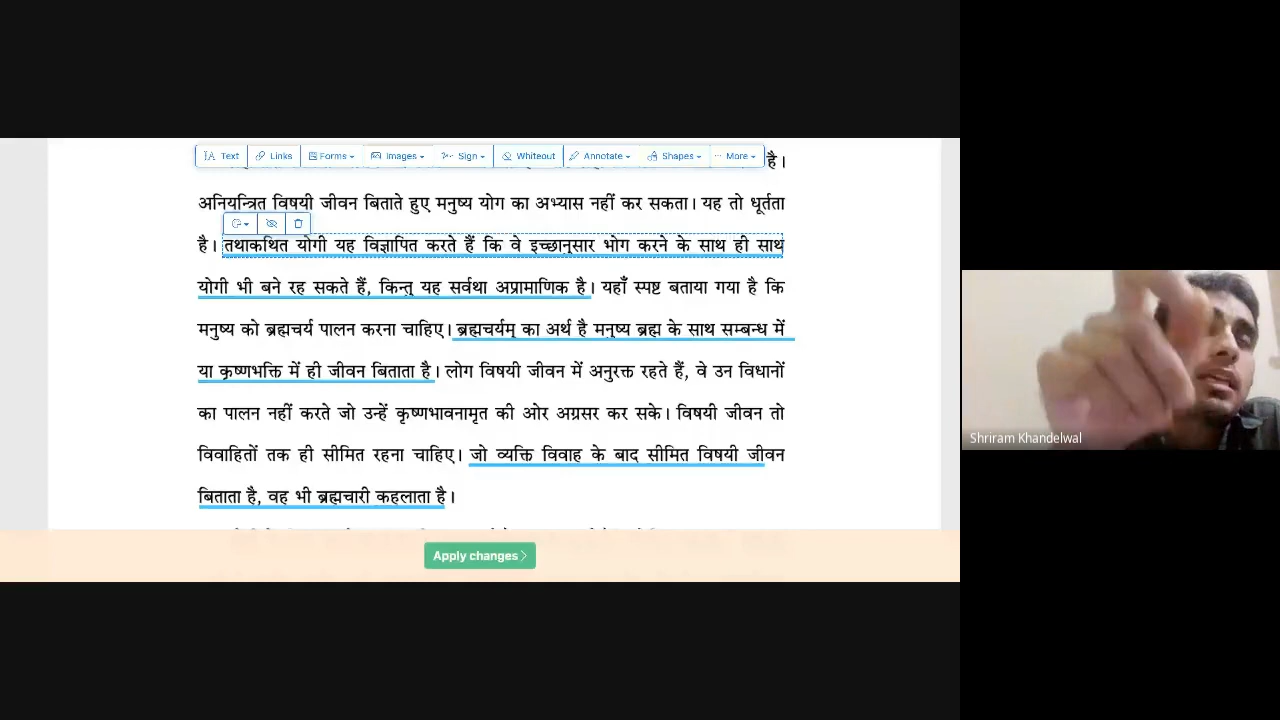 Text Links Forms Images Sign Whiteout Annotate Shapes More
है।
अनियन्त्रित विषयी जीवन बिताते हुए मनुष्य योग का अभ्यास नहीं कर सकता। यह तो धूर्तता
है। तथाकथित योगी यह विज्ञापित करते हैं कि वे इच्छानुसार भोग करने के साथ ही साथ
योगी भी बने रह सकते हैं, किन्तु यह सर्वथा अप्रामाणिक है। यहाँ स्पष्ट बताया गया है कि
मनुष्य को ब्रह्मचर्य पालन करना चाहिए। ब्रह्मचर्यम् का अर्थ है मनुष्य ब्रह्म के साथ सम्बन्ध में
या कृष्णभक्ति में ही जीवन बिताता है। लोग विषयी जीवन में अनुरक्त रहते हैं, वे उन विधानों
का पालन नहीं करते जो उन्हें कृष्णभावनामृत की ओर अग्रसर कर सके। विषयी जीवन तो
विवाहितों तक ही सीमित रहना चाहिए। जो व्यक्ति विवाह के बाद सीमित विषयी जीवन
बिताता है, वह भी ब्रह्मचारी कहलाता है।
Apply changes
Shriram Khandelwal